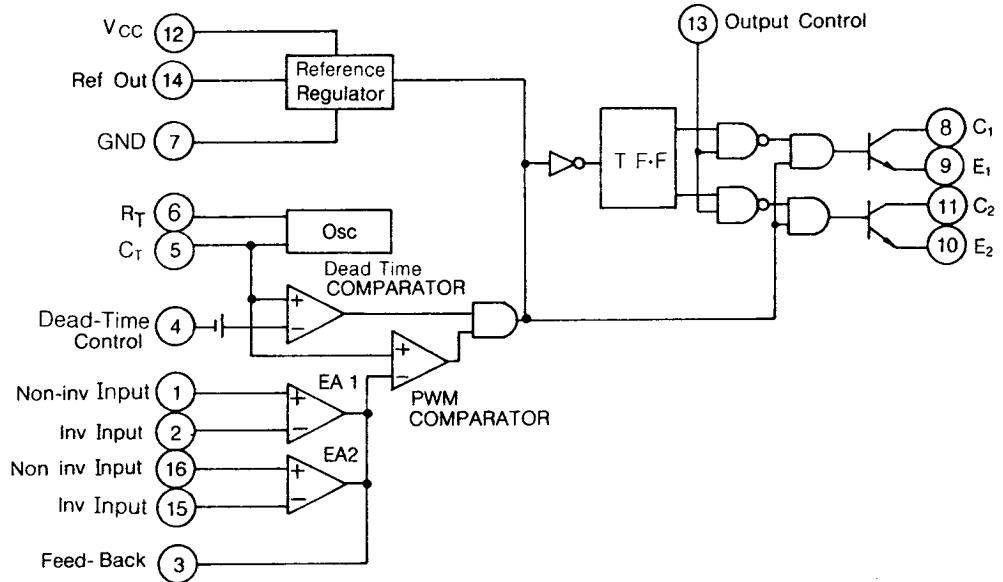 VCC 12
Ref Out 14
GND 7
Reference
Regulator
13 Output Control
T F·F
8 C1
9 E1
11 C2
10 E2
RT 6
CT 5
Osc
Dead Time
COMPARATOR
+
−
Dead-Time
Control
4
+
−
PWM
COMPARATOR
EA 1
Non-inv Input 1
+
Inv Input 2
−
EA2
Non inv Input 16
+
Inv Input 15
−
Feed-Back 3